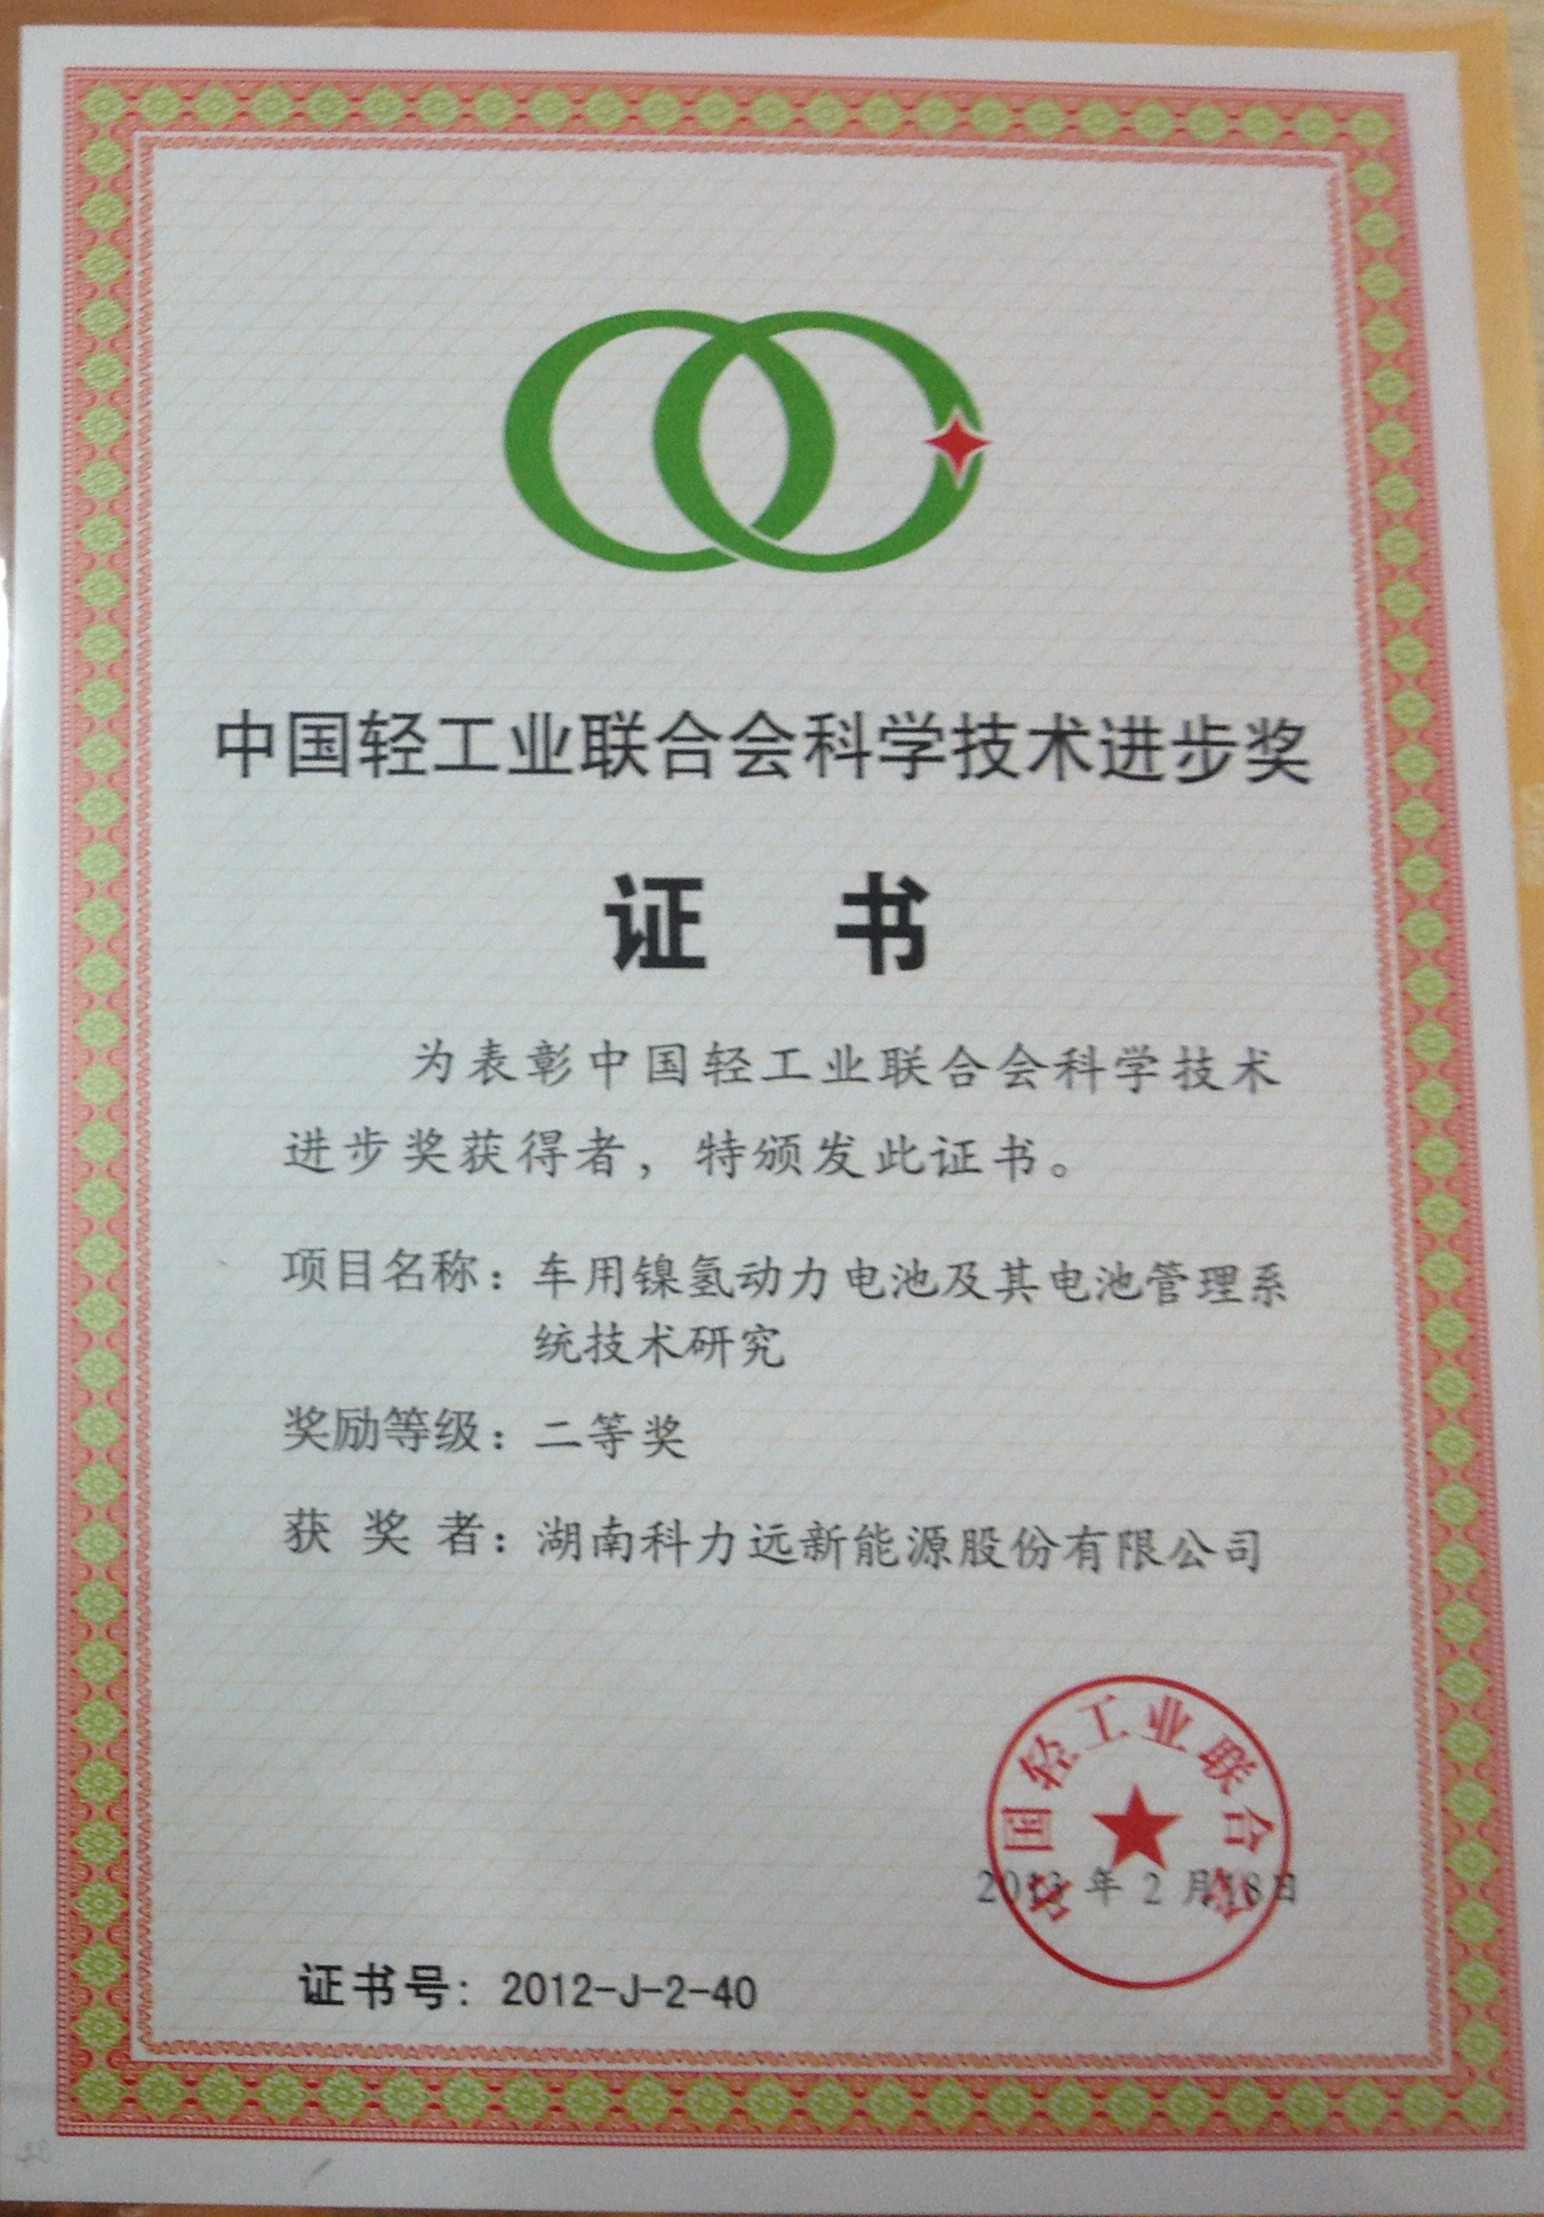 中国轻工业联合会科学技术进步奖
证 书
为表彰中国轻工业联合会科学技术
进步奖获得者，特颁发此证书。
项目名称：车用镍氢动力电池及其电池管理系
统技术研究
奖励等级：二等奖
获 奖 者：湖南科力远新能源股份有限公司
中国轻工业联合会
2013 年 2 月 18 日
证书号：2012-J-2-40